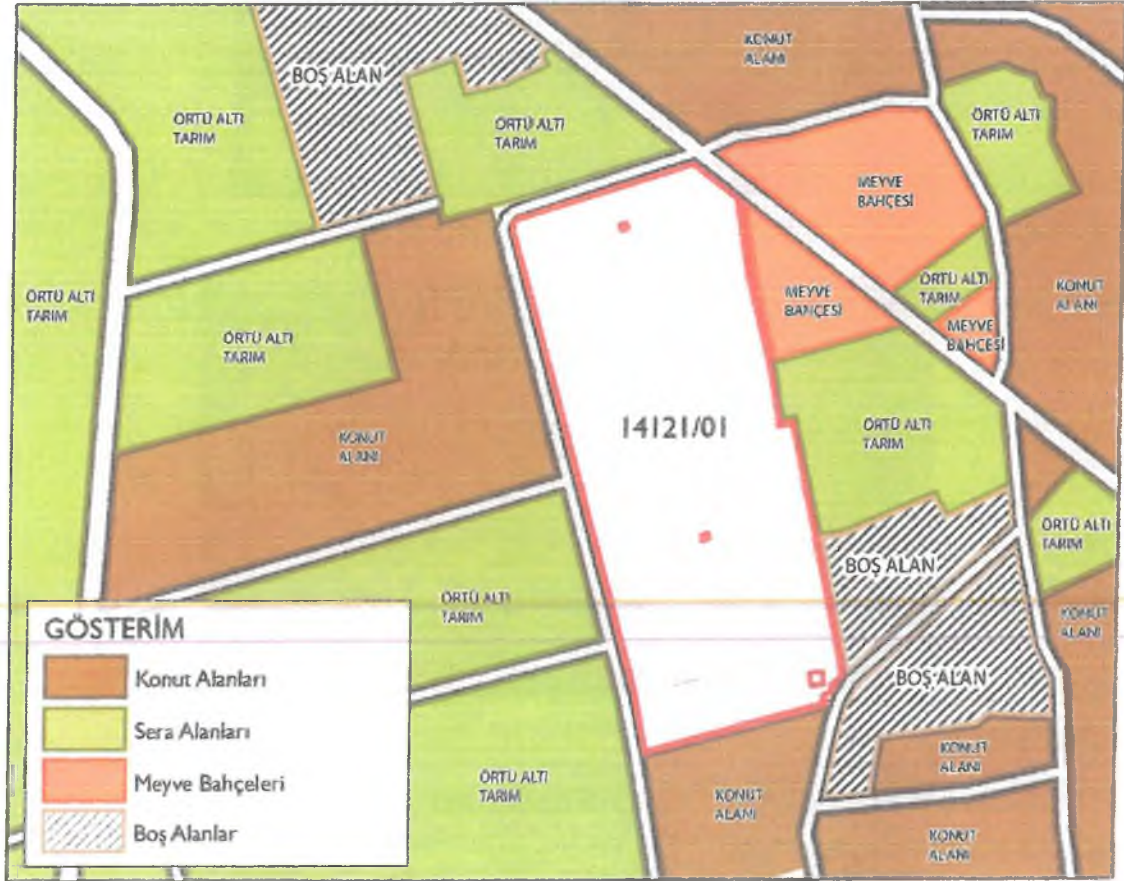 KONUT
ALANI
BOŞ ALAN
ÖRTÜ ALTI
TARIM
ÖRTÜ ALTI
TARIM
ÖRTÜ ALTI
TARIM
MEYVE
BAHÇESİ
ÖRTÜ ALTI
TARIM
ÖRTÜ ALTI
TARIM
KONUT
ALANI
ÖRTÜ ALTI
TARIM
MEYVE
BAHÇESİ
MEYVE
BAHÇESİ
KONUT
ALANI
14121/01
ÖRTÜ ALTI
TARIM
ÖRTÜ ALTI
TARIM
BOŞ ALAN
ÖRTÜ ALTI
TARIM
KONUT
ALANI
BOŞ ALAN
KONUT
ALANI
ÖRTÜ ALTI
TARIM
KONUT
ALANI
KONUT
ALANI
GÖSTERİM
Konut Alanları
Sera Alanları
Meyve Bahçeleri
Boş Alanlar